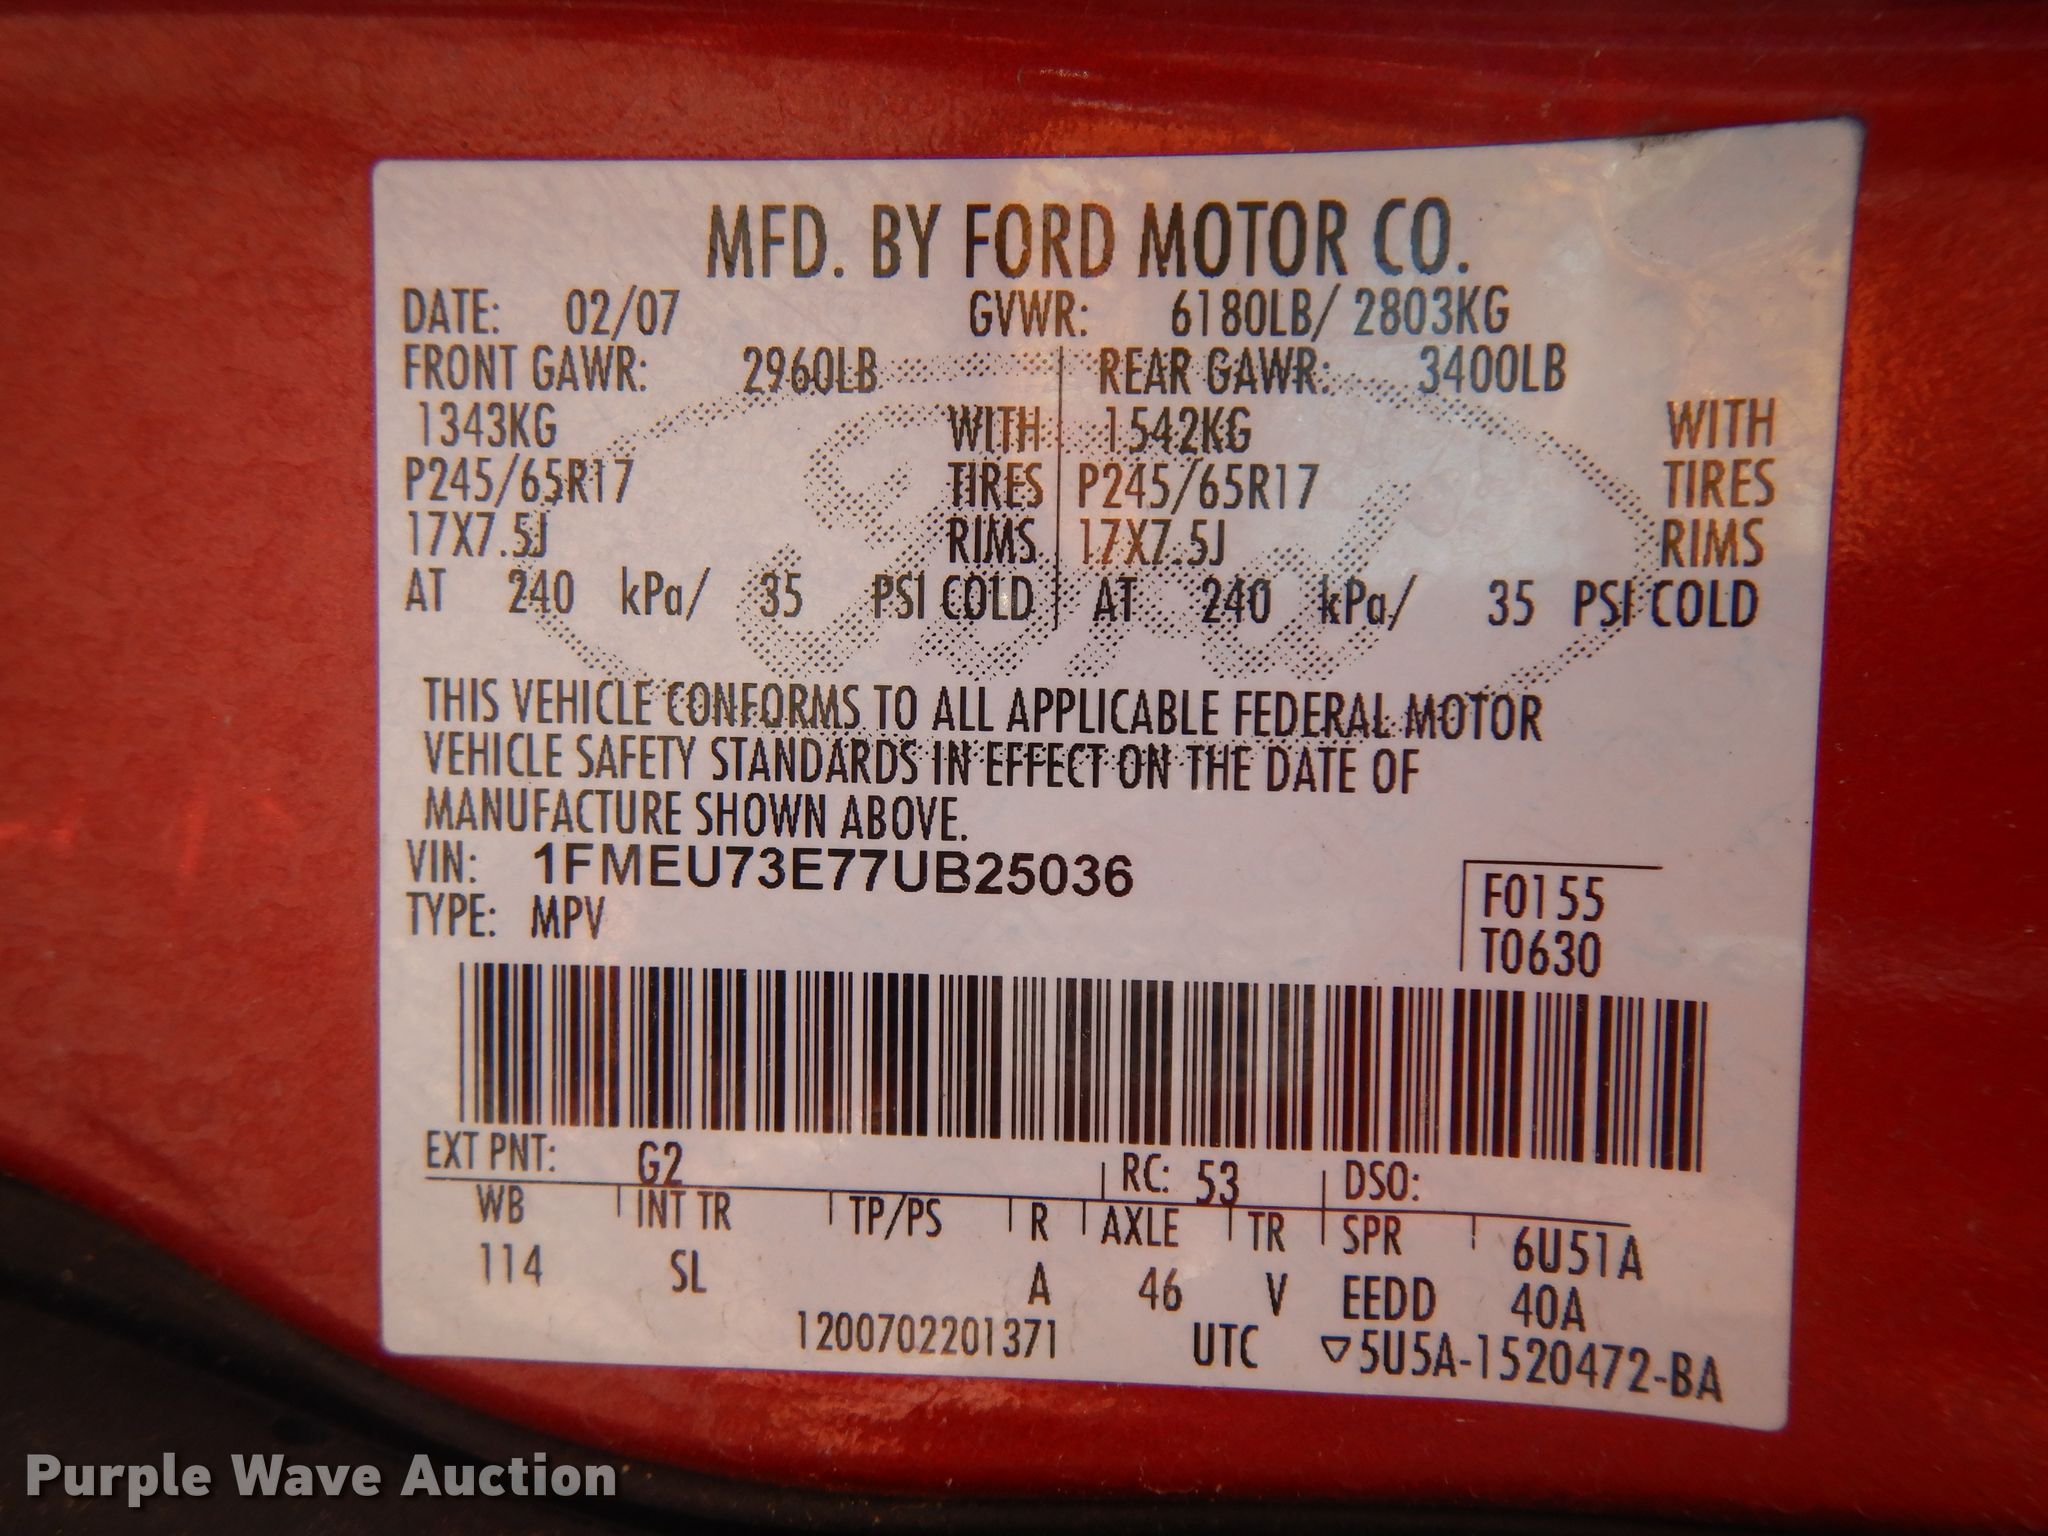 MFD. BY FORD MOTOR CO.
DATE: 02/07 GVWR: 6180LB/ 2803KG
FRONT GAWR: 2960LB REAR GAWR: 3400LB
1343KG WITH 1542KG WITH
P245/65R17 TIRES P245/65R17 TIRES
17X7.5J RIMS 17X7.5J RIMS
AT 240 kPa/ 35 PSI COLD AT 240 kPa/ 35 PSI COLD
THIS VEHICLE CONFORMS TO ALL APPLICABLE FEDERAL MOTOR
VEHICLE SAFETY STANDARDS IN EFFECT ON THE DATE OF
MANUFACTURE SHOWN ABOVE.
VIN: 1FMEU73E77UB25036
TYPE: MPV
F0155
T0630
EXT PNT: G2 RC: 53 DSO:
WB INT TR TP/PS R AXLE TR SPR 6U51A
114 SL A 46 V EEDD 40A
1200702201371 UTC ▽5U5A-1520472-BA
Ford
Purple Wave Auction